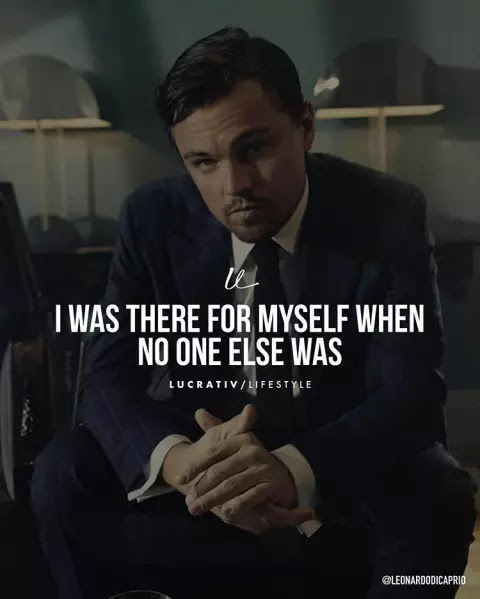 I WAS THERE FOR MYSELF WHEN
NO ONE ELSE WAS
LUCRATIV/LIFESTYLE
@LEONARDODICAPRIO